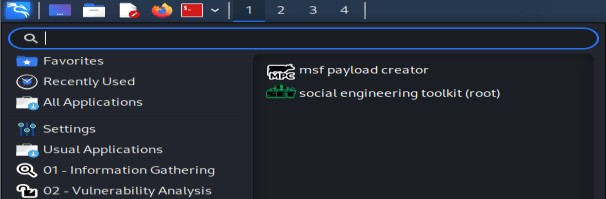 1 2 3 4
Favorites
Recently Used
All Applications
Settings
Usual Applications
01 - Information Gathering
02 - Vulnerability Analysis
MPC
msf payload creator
social engineering toolkit (root)